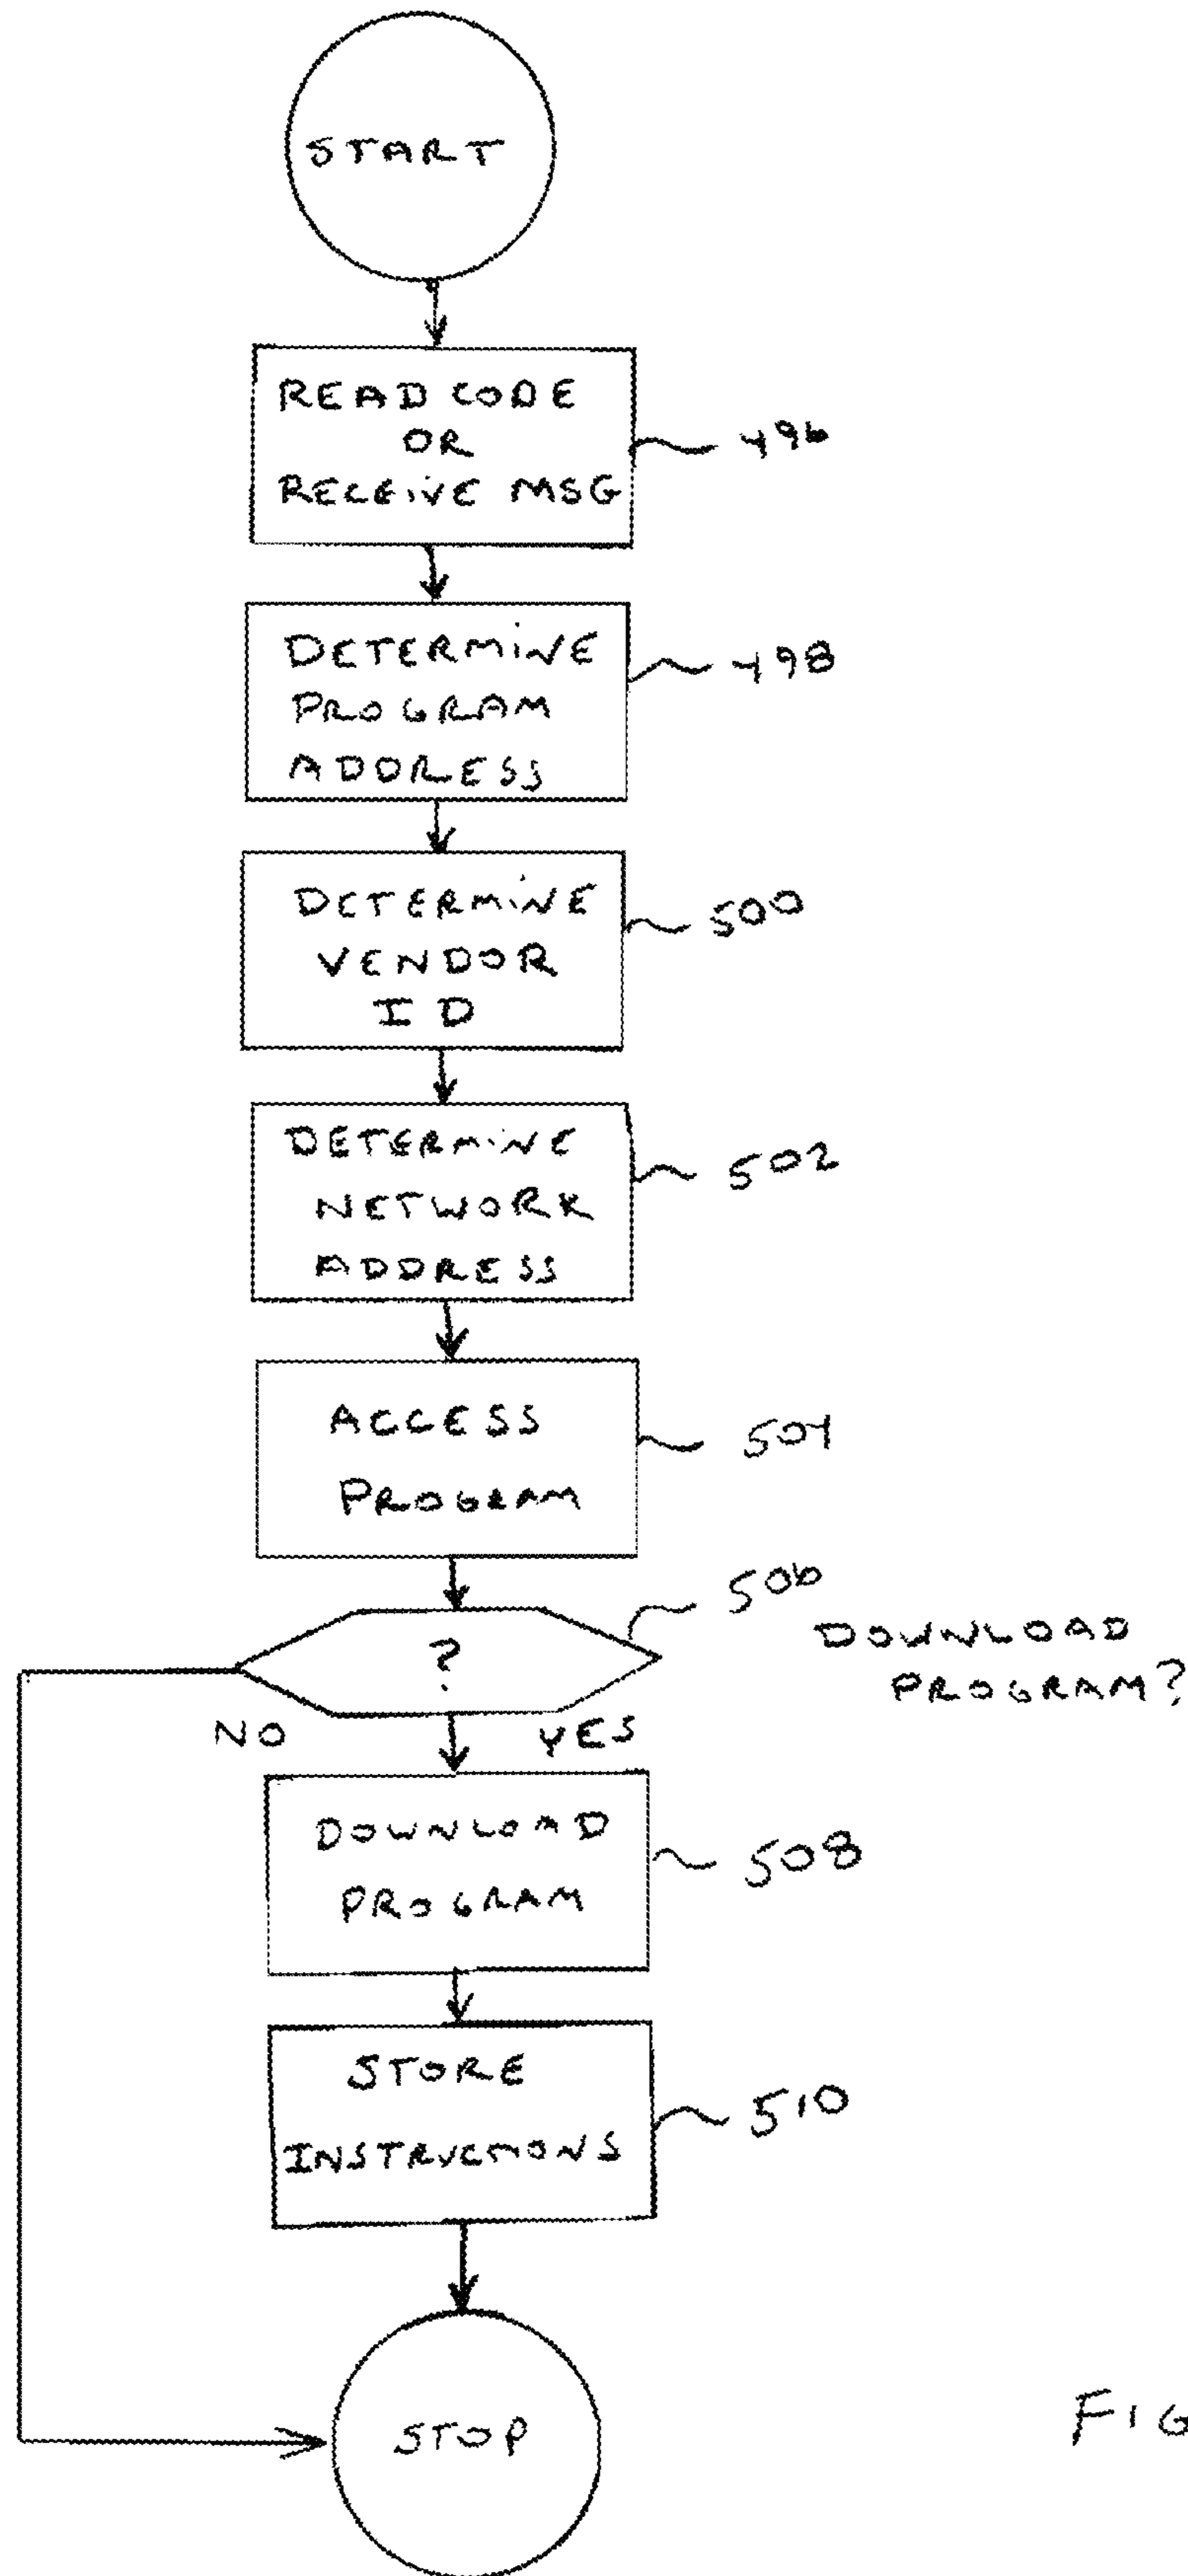 START
READ CODE
OR
RECEIVE MSG
496
DETERMINE
PROGRAM
ADDRESS
498
DETERMINE
VENDOR
ID
500
DETERMINE
NETWORK
ADDRESS
502
ACCESS
PROGRAM
504
506
?
DOWNLOAD
PROGRAM?
NO
YES
DOWNLOAD
PROGRAM
508
STORE
INSTRUCTIONS
510
STOP
FIG